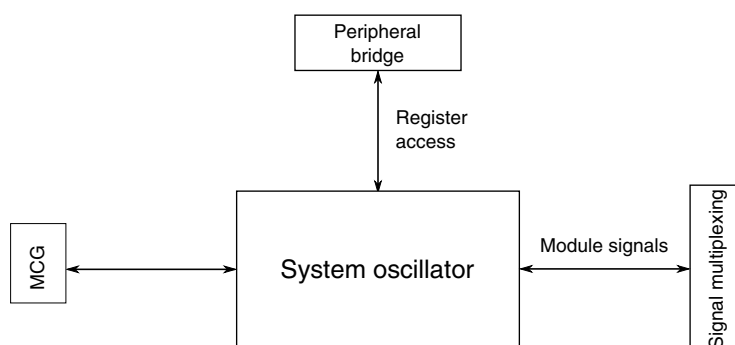 Peripheral
bridge
Register
access
MCG
System oscillator
Module signals
Signal multiplexing